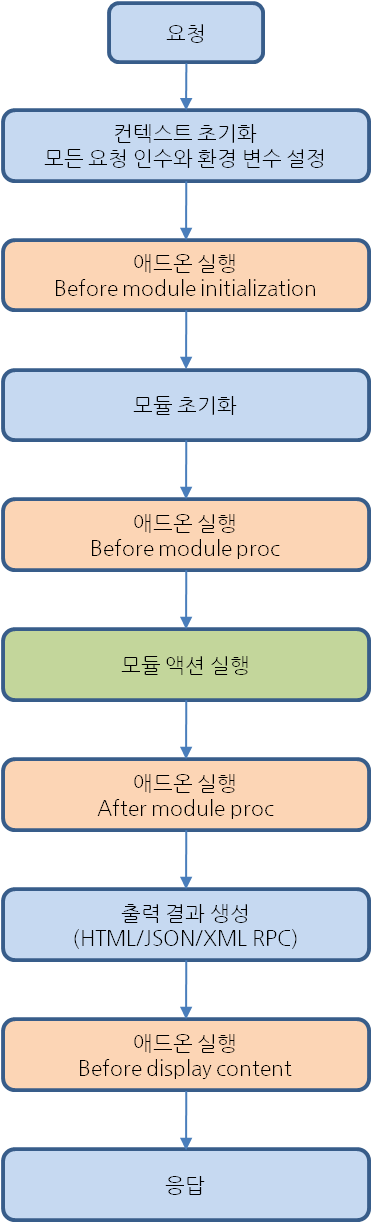 요청
컨텍스트 초기화
모든 요청 인수와 환경 변수 설정
애드온 실행
Before module initialization
모듈 초기화
애드온 실행
Before module proc
모듈 액션 실행
애드온 실행
After module proc
출력 결과 생성
(HTML/JSON/XML RPC)
애드온 실행
Before display content
응답